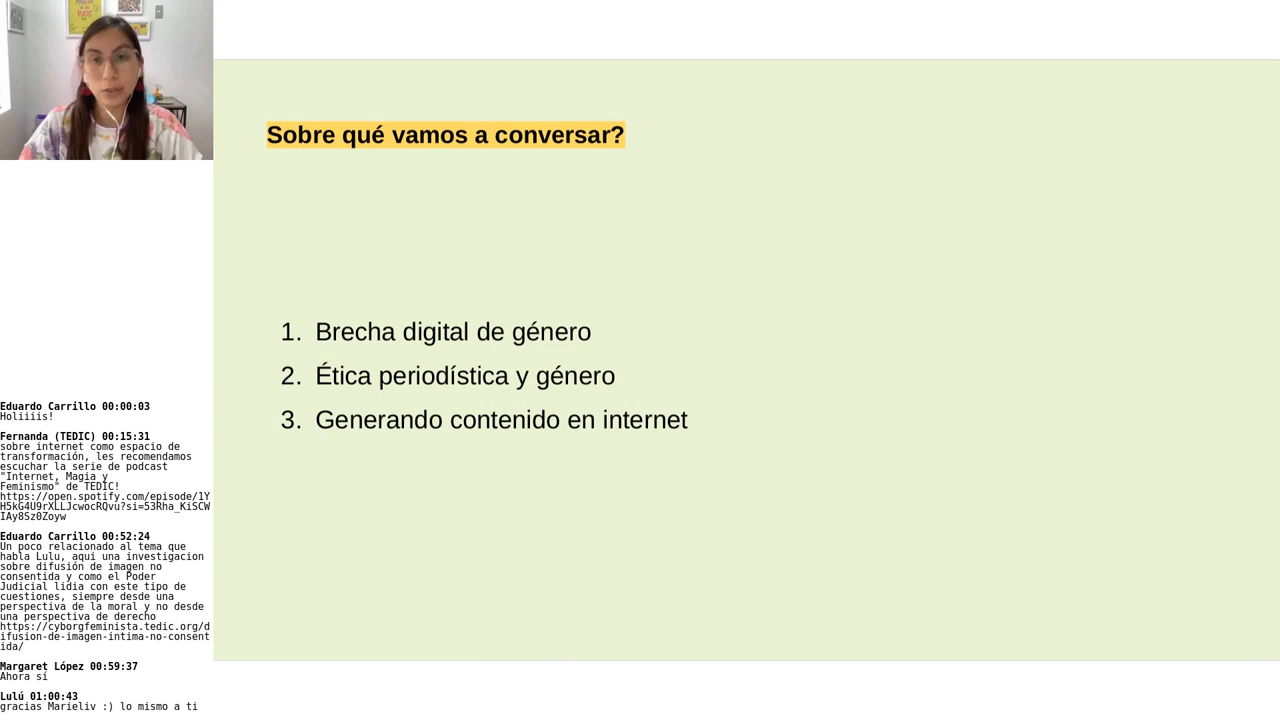 Sobre qué vamos a conversar?
1. Brecha digital de género
2. Ética periodística y género
3. Generando contenido en internet
Eduardo Carrillo 00:00:03
Holiiiis!
Fernanda (TEDIC) 00:15:31
sobre internet como espacio de
transformación, les recomendamos
escuchar la serie de podcast
"Internet, Magia y
Feminismo" de TEDIC!
https://open.spotify.com/episode/1Y
H5kG4U9rXLLJcwocRQvu?si=53Rha_KiSCW
IAy8Sz0Zoyw
Eduardo Carrillo 00:52:24
Un poco relacionado al tema que
habla Lulu, aqui una investigacion
sobre difusión de imagen no
consentida y como el Poder
Judicial lidia con este tipo de
cuestiones, siempre desde una
perspectiva de la moral y no desde
una perspectiva de derecho
https://cyborgfeminista.tedic.org/d
ifusion-de-imagen-intima-no-consent
ida/
Margaret López 00:59:37
Ahora sí
Lulú 01:00:43
gracias Marieliv :) lo mismo a ti